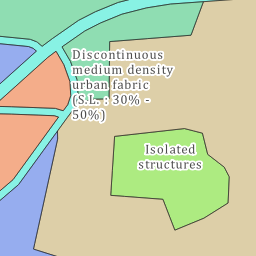 Discontinuous
medium density
urban fabric
(S.L. : 30% -
50%)
Isolated
structures